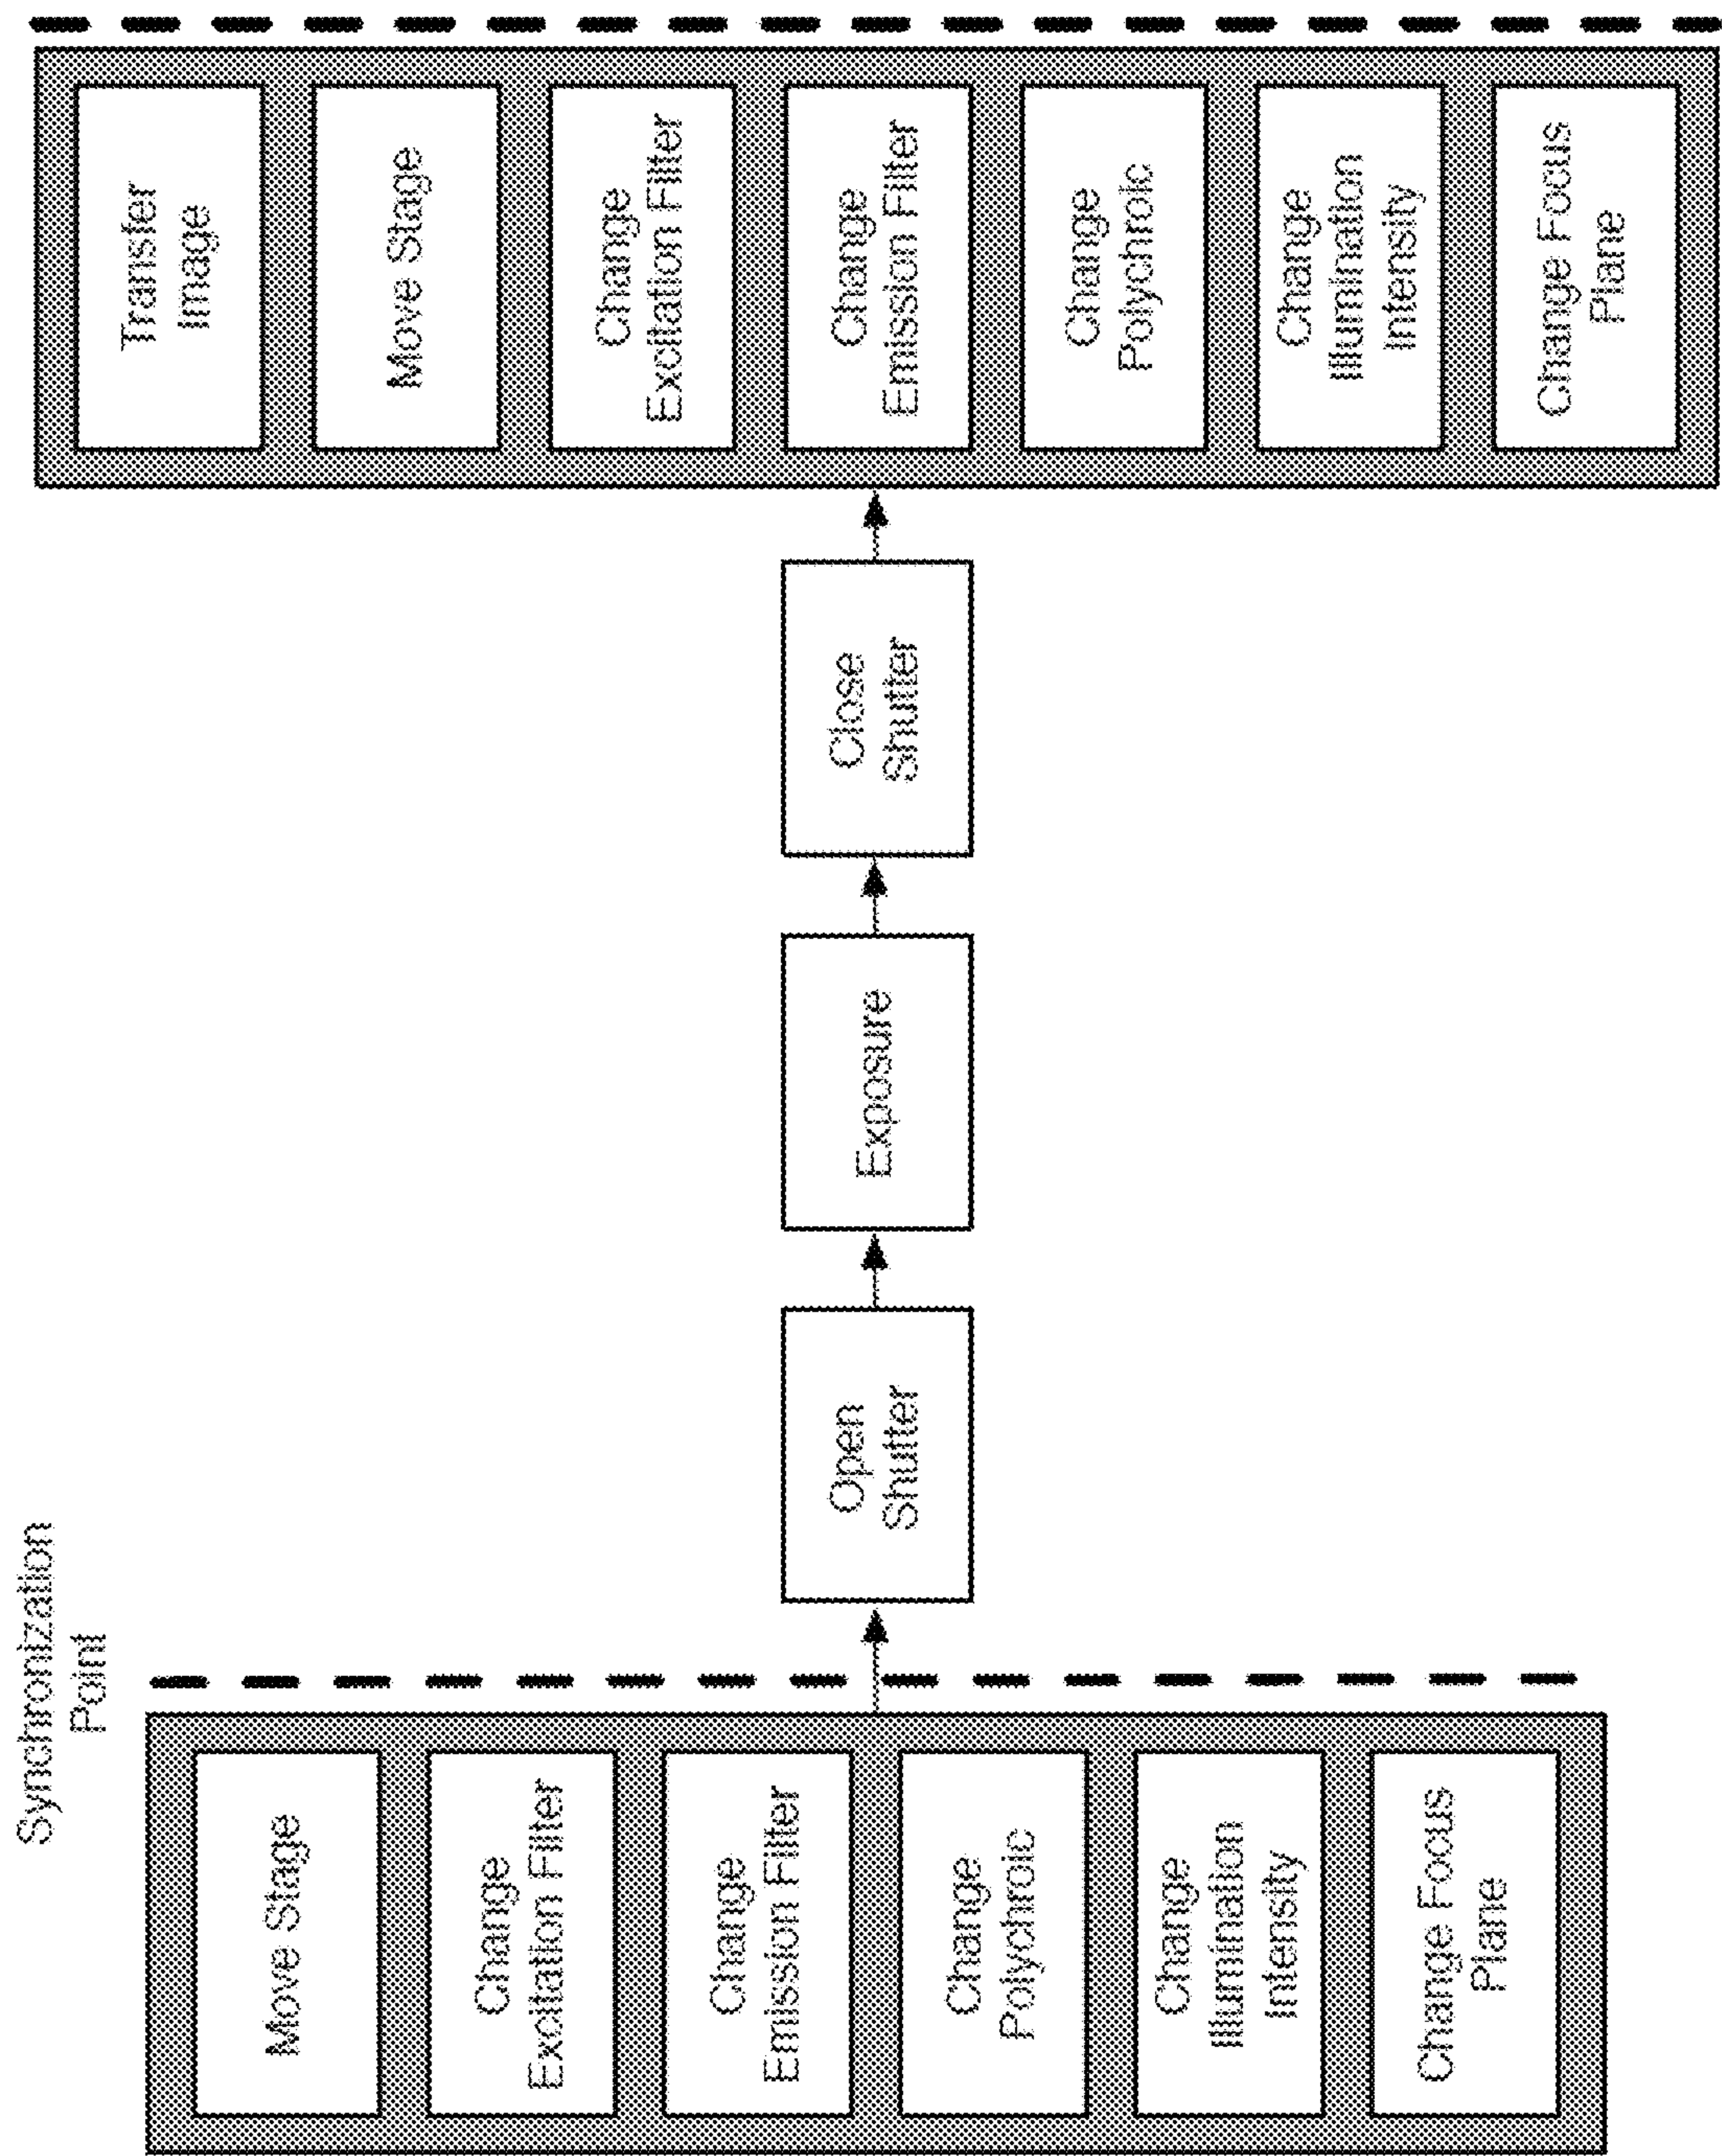 Synchronization
Point
Move Stage
Change
Excitation Filter
Change
Emission Filter
Change
Polychroic
Change
Illumination
Intensity
Change Focus
Plane
Open
Shutter
Exposure
Close
Shutter
Transfer
Image
Move Stage
Change
Excitation Filter
Change
Emission Filter
Change
Polychroic
Change
Illumination
Intensity
Change Focus
Plane